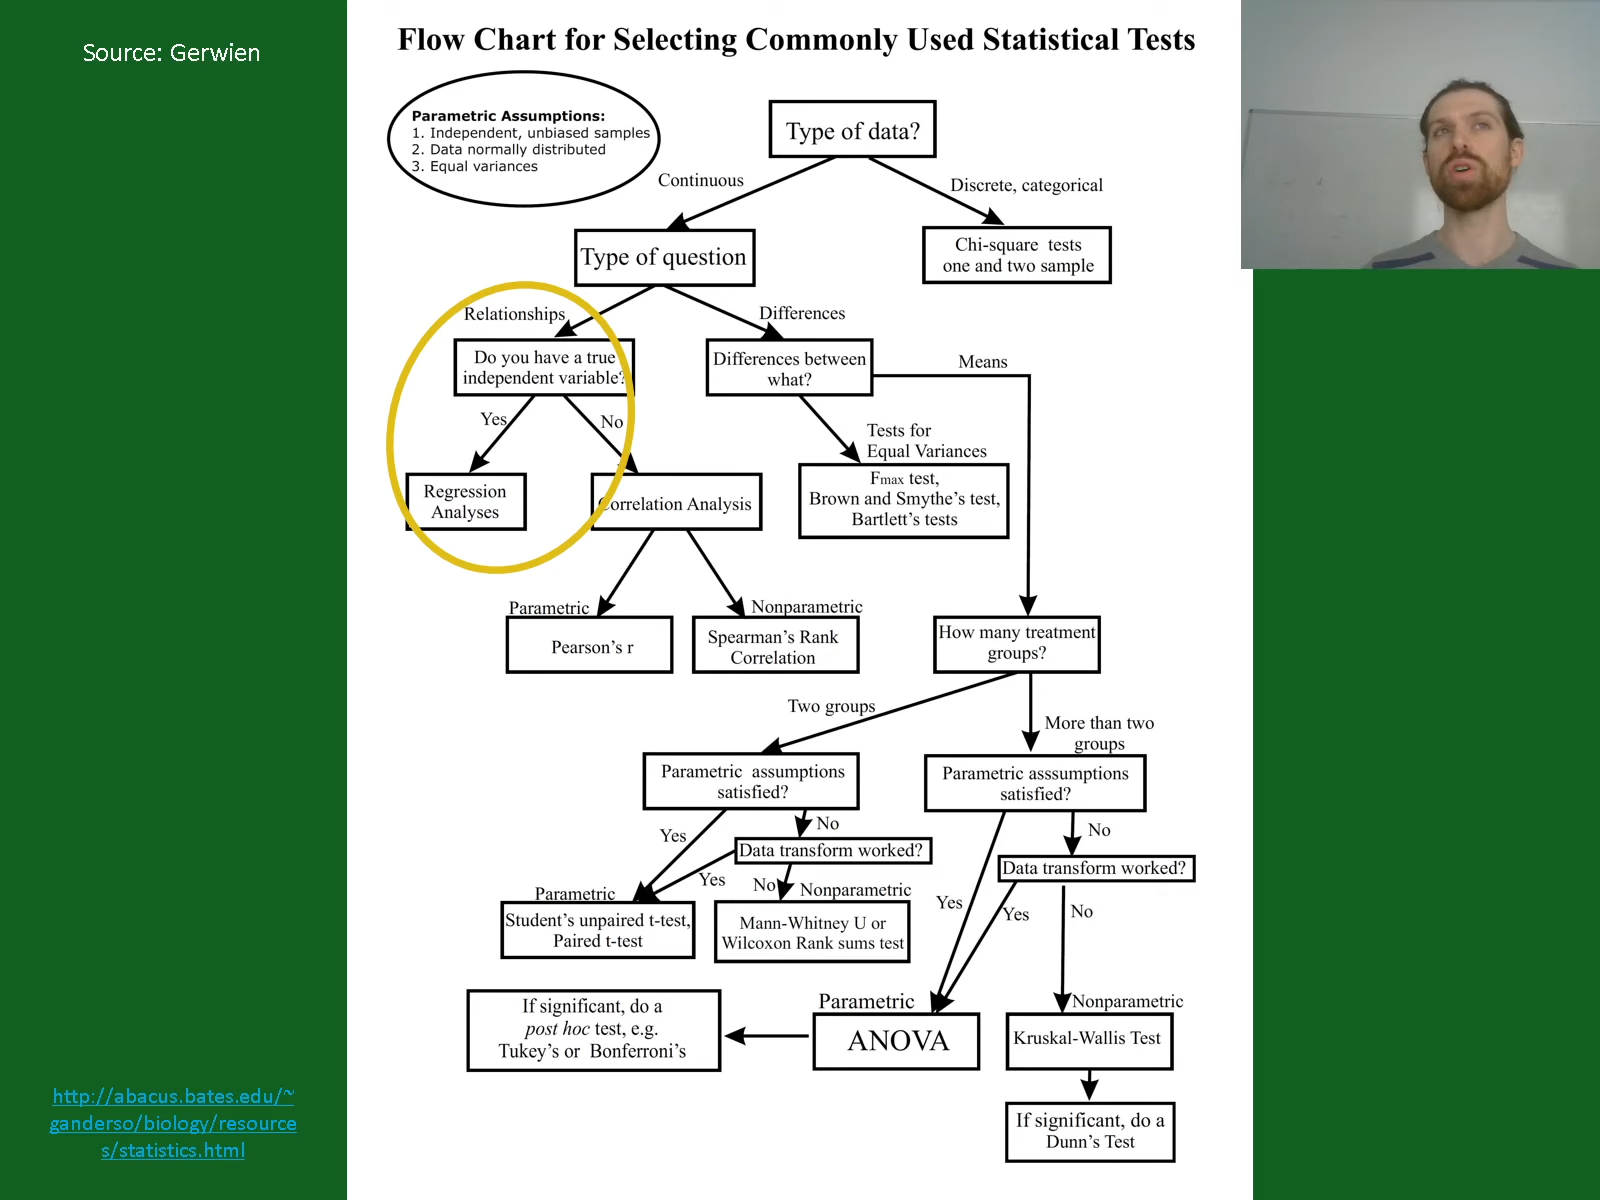 Source: Gerwien
Flow Chart for Selecting Commonly Used Statistical Tests
Parametric Assumptions:
1. Independent, unbiased samples
2. Data normally distributed
3. Equal variances
Type of data?
Continuous
Discrete, categorical
Type of question
Chi-square tests
one and two sample
Relationships
Differences
Do you have a true
independent variable?
Differences between
what?
Means
Yes
No
Tests for
Equal Variances
Regression
Analyses
Correlation Analysis
Fmax test,
Brown and Smythe's test,
Bartlett's tests
Parametric
Nonparametric
Pearson's r
Spearman's Rank
Correlation
How many treatment
groups?
Two groups
More than two
groups
Parametric assumptions
satisfied?
Parametric asssumptions
satisfied?
Yes
No
No
Data transform worked?
Data transform worked?
Yes
No
Parametric
Nonparametric
Yes
Yes
No
Student's unpaired t-test,
Paired t-test
Mann-Whitney U or
Wilcoxon Rank sums test
If significant, do a
post hoc test, e.g.
Tukey's or Bonferroni's
Parametric
ANOVA
Nonparametric
Kruskal-Wallis Test
If significant, do a
Dunn's Test
http://abacus.bates.edu/~
ganderso/biology/resource
s/statistics.html